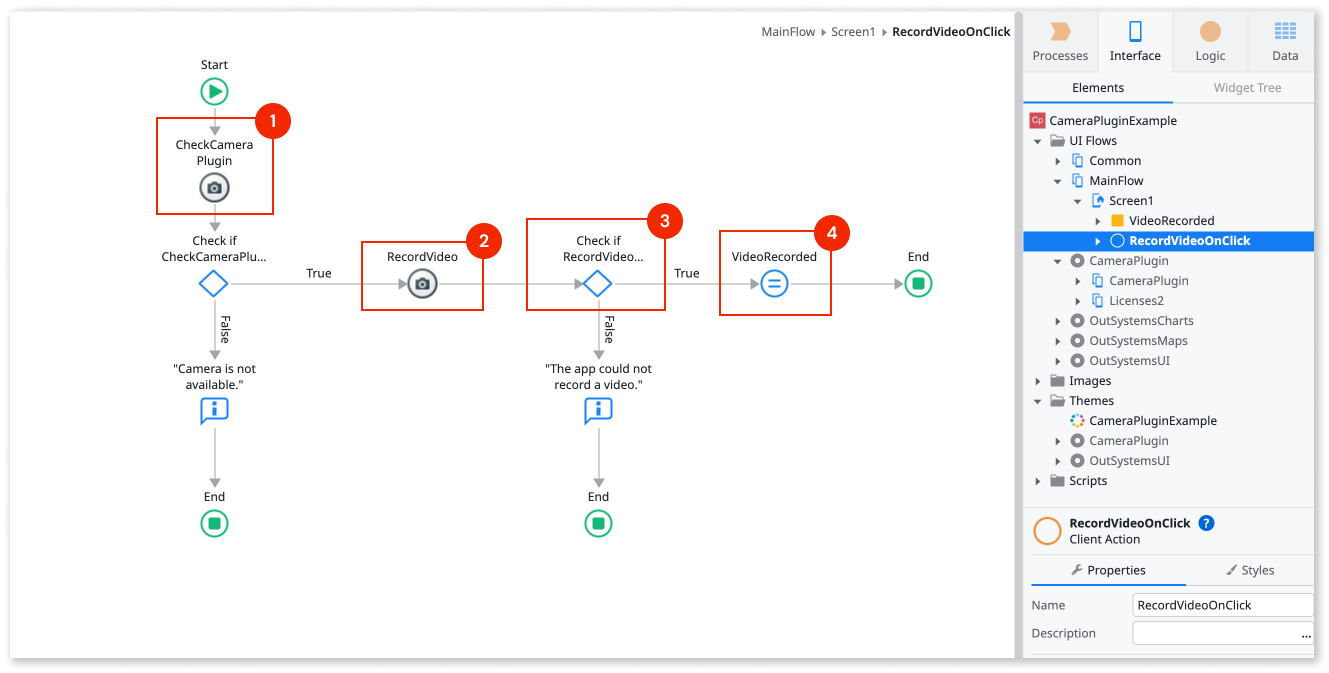 MainFlow Screen1 RecordVideoOnClick
Start
1
CheckCamera
Plugin
Check if
CheckCameraPlu...
True
2
RecordVideo
3
Check if
RecordVideo...
True
4
VideoRecorded
End
False
"Camera is not
available."
End
False
"The app could not
record a video."
End
Processes Interface Logic Data
Elements Widget Tree
Cp CameraPluginExample
UI Flows
Common
MainFlow
Screen1
VideoRecorded
RecordVideoOnClick
CameraPlugin
CameraPlugin
Licenses2
OutSystemsCharts
OutSystemsMaps
OutSystemsUI
Images
Themes
CameraPluginExample
CameraPlugin
OutSystemsUI
Scripts
RecordVideoOnClick ?
Client Action
Properties Styles
Name RecordVideoOnClick
Description ...